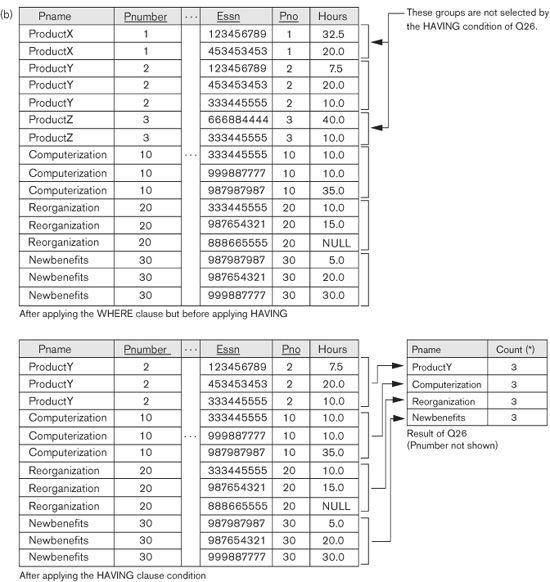 (b)
Pname Pnumber ... Essn Pno Hours
These groups are not selected by
the HAVING condition of Q26.
ProductX 1 123456789 1 32.5
ProductX 1 453453453 1 20.0
ProductY 2 123456789 2 7.5
ProductY 2 453453453 2 20.0
ProductY 2 333445555 2 10.0
ProductZ 3 666884444 3 40.0
ProductZ 3 333445555 3 10.0
Computerization 10 ... 333445555 10 10.0
Computerization 10 999887777 10 10.0
Computerization 10 987987987 10 35.0
Reorganization 20 333445555 20 10.0
Reorganization 20 987654321 20 15.0
Reorganization 20 888665555 20 NULL
Newbenefits 30 987987987 30 5.0
Newbenefits 30 987654321 30 20.0
Newbenefits 30 999887777 30 30.0
After applying the WHERE clause but before applying HAVING
Pname Pnumber ... Essn Pno Hours
ProductY 2 123456789 2 7.5
ProductY 2 453453453 2 20.0
ProductY 2 333445555 2 10.0
Computerization 10 333445555 10 10.0
Computerization 10 ... 999887777 10 10.0
Computerization 10 987987987 10 35.0
Reorganization 20 333445555 20 10.0
Reorganization 20 987654321 20 15.0
Reorganization 20 888665555 20 NULL
Newbenefits 30 987987987 30 5.0
Newbenefits 30 987654321 30 20.0
Newbenefits 30 999887777 30 30.0
After applying the HAVING clause condition
Pname Count (*)
ProductY 3
Computerization 3
Reorganization 3
Newbenefits 3
Result of Q26
(Pnumber not shown)